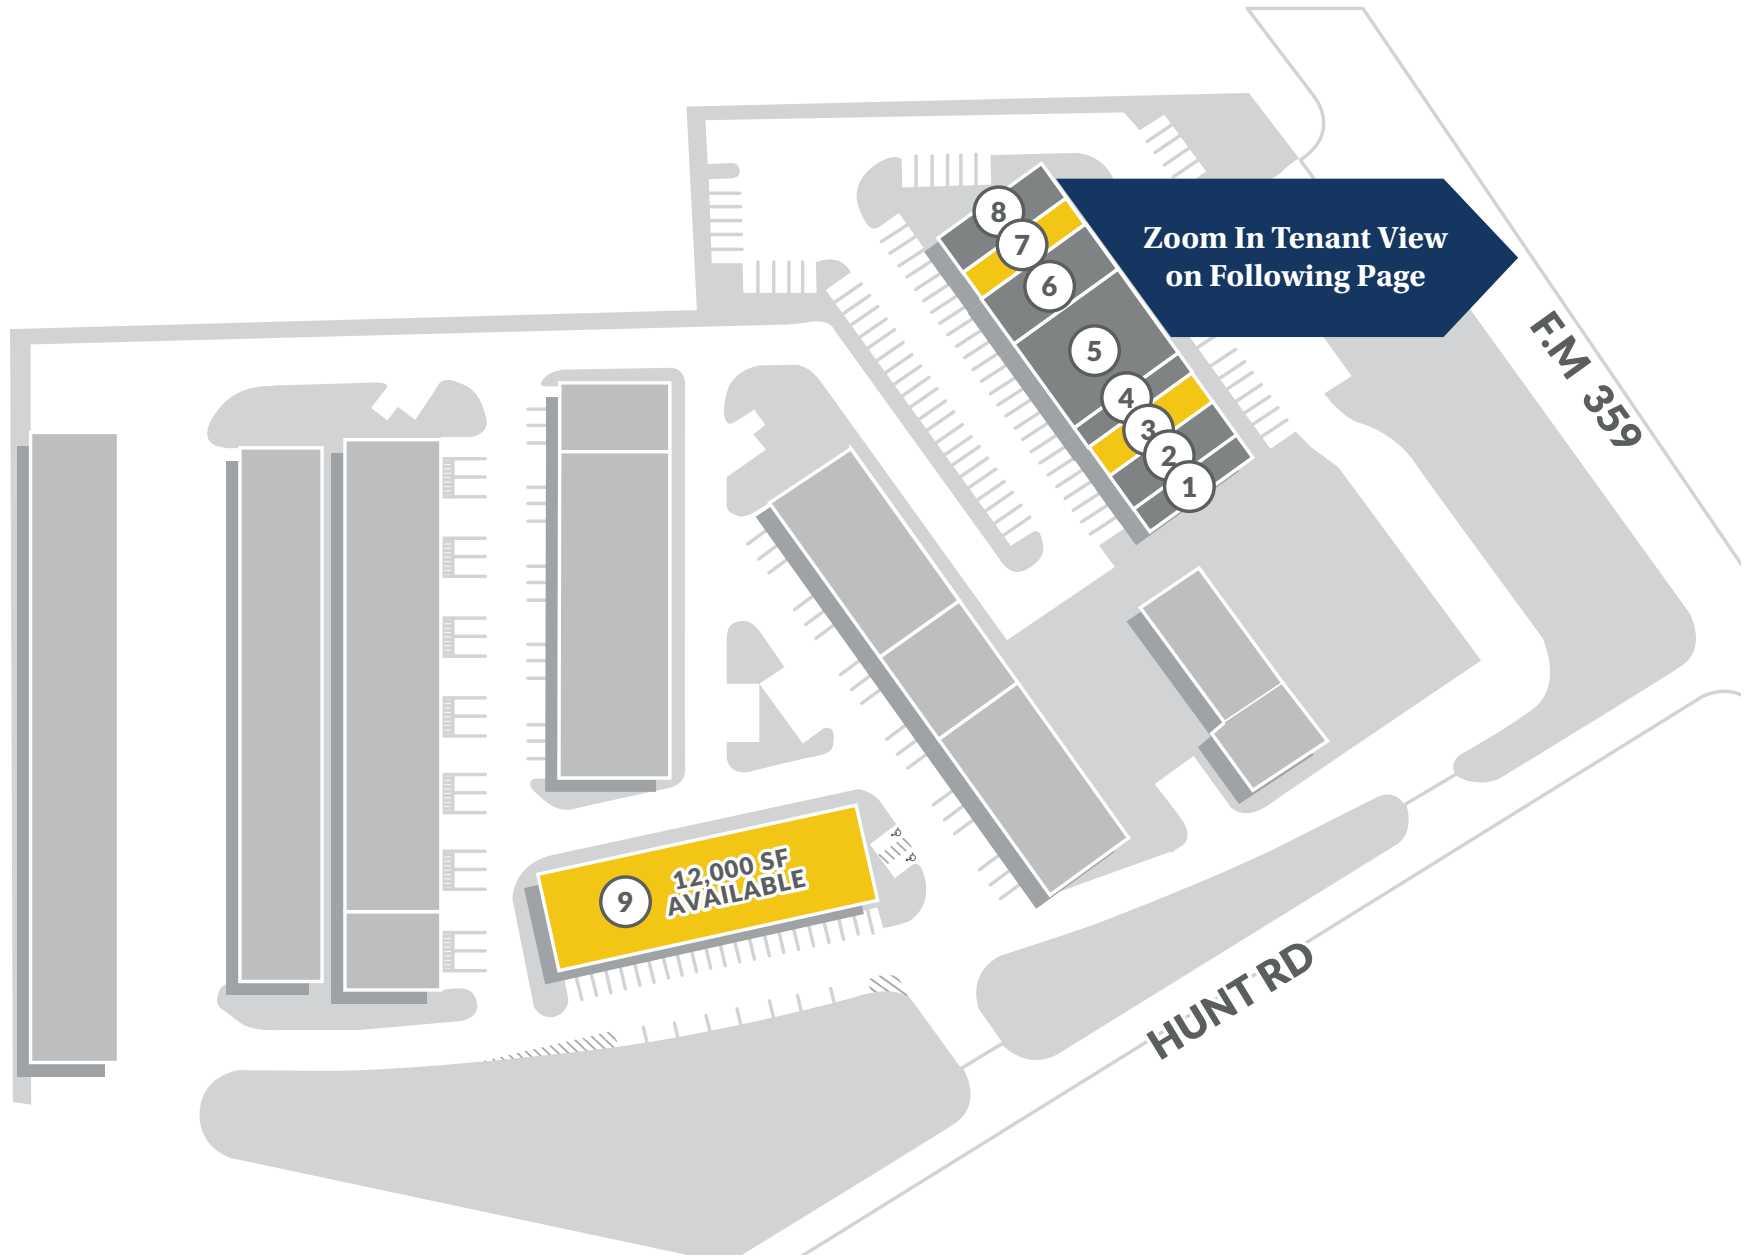 8
7
6
5
4
3
2
1
Zoom In Tenant View
on Following Page
F.M 359
9
12,000 SF
AVAILABLE
HUNT RD